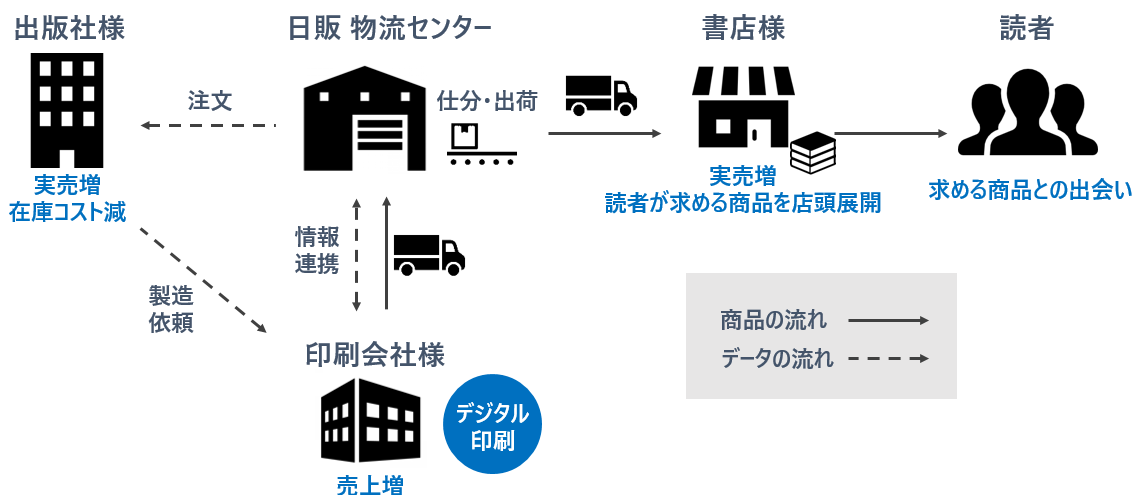 出版社様
日販 物流センター
書店様
読者
注文
仕分・出荷
実売増
在庫コスト減
実売増
読者が求める商品を店頭展開
求める商品との出会い
情報
連携
製造
依頼
商品の流れ
データの流れ
印刷会社様
デジタル
印刷
売上増